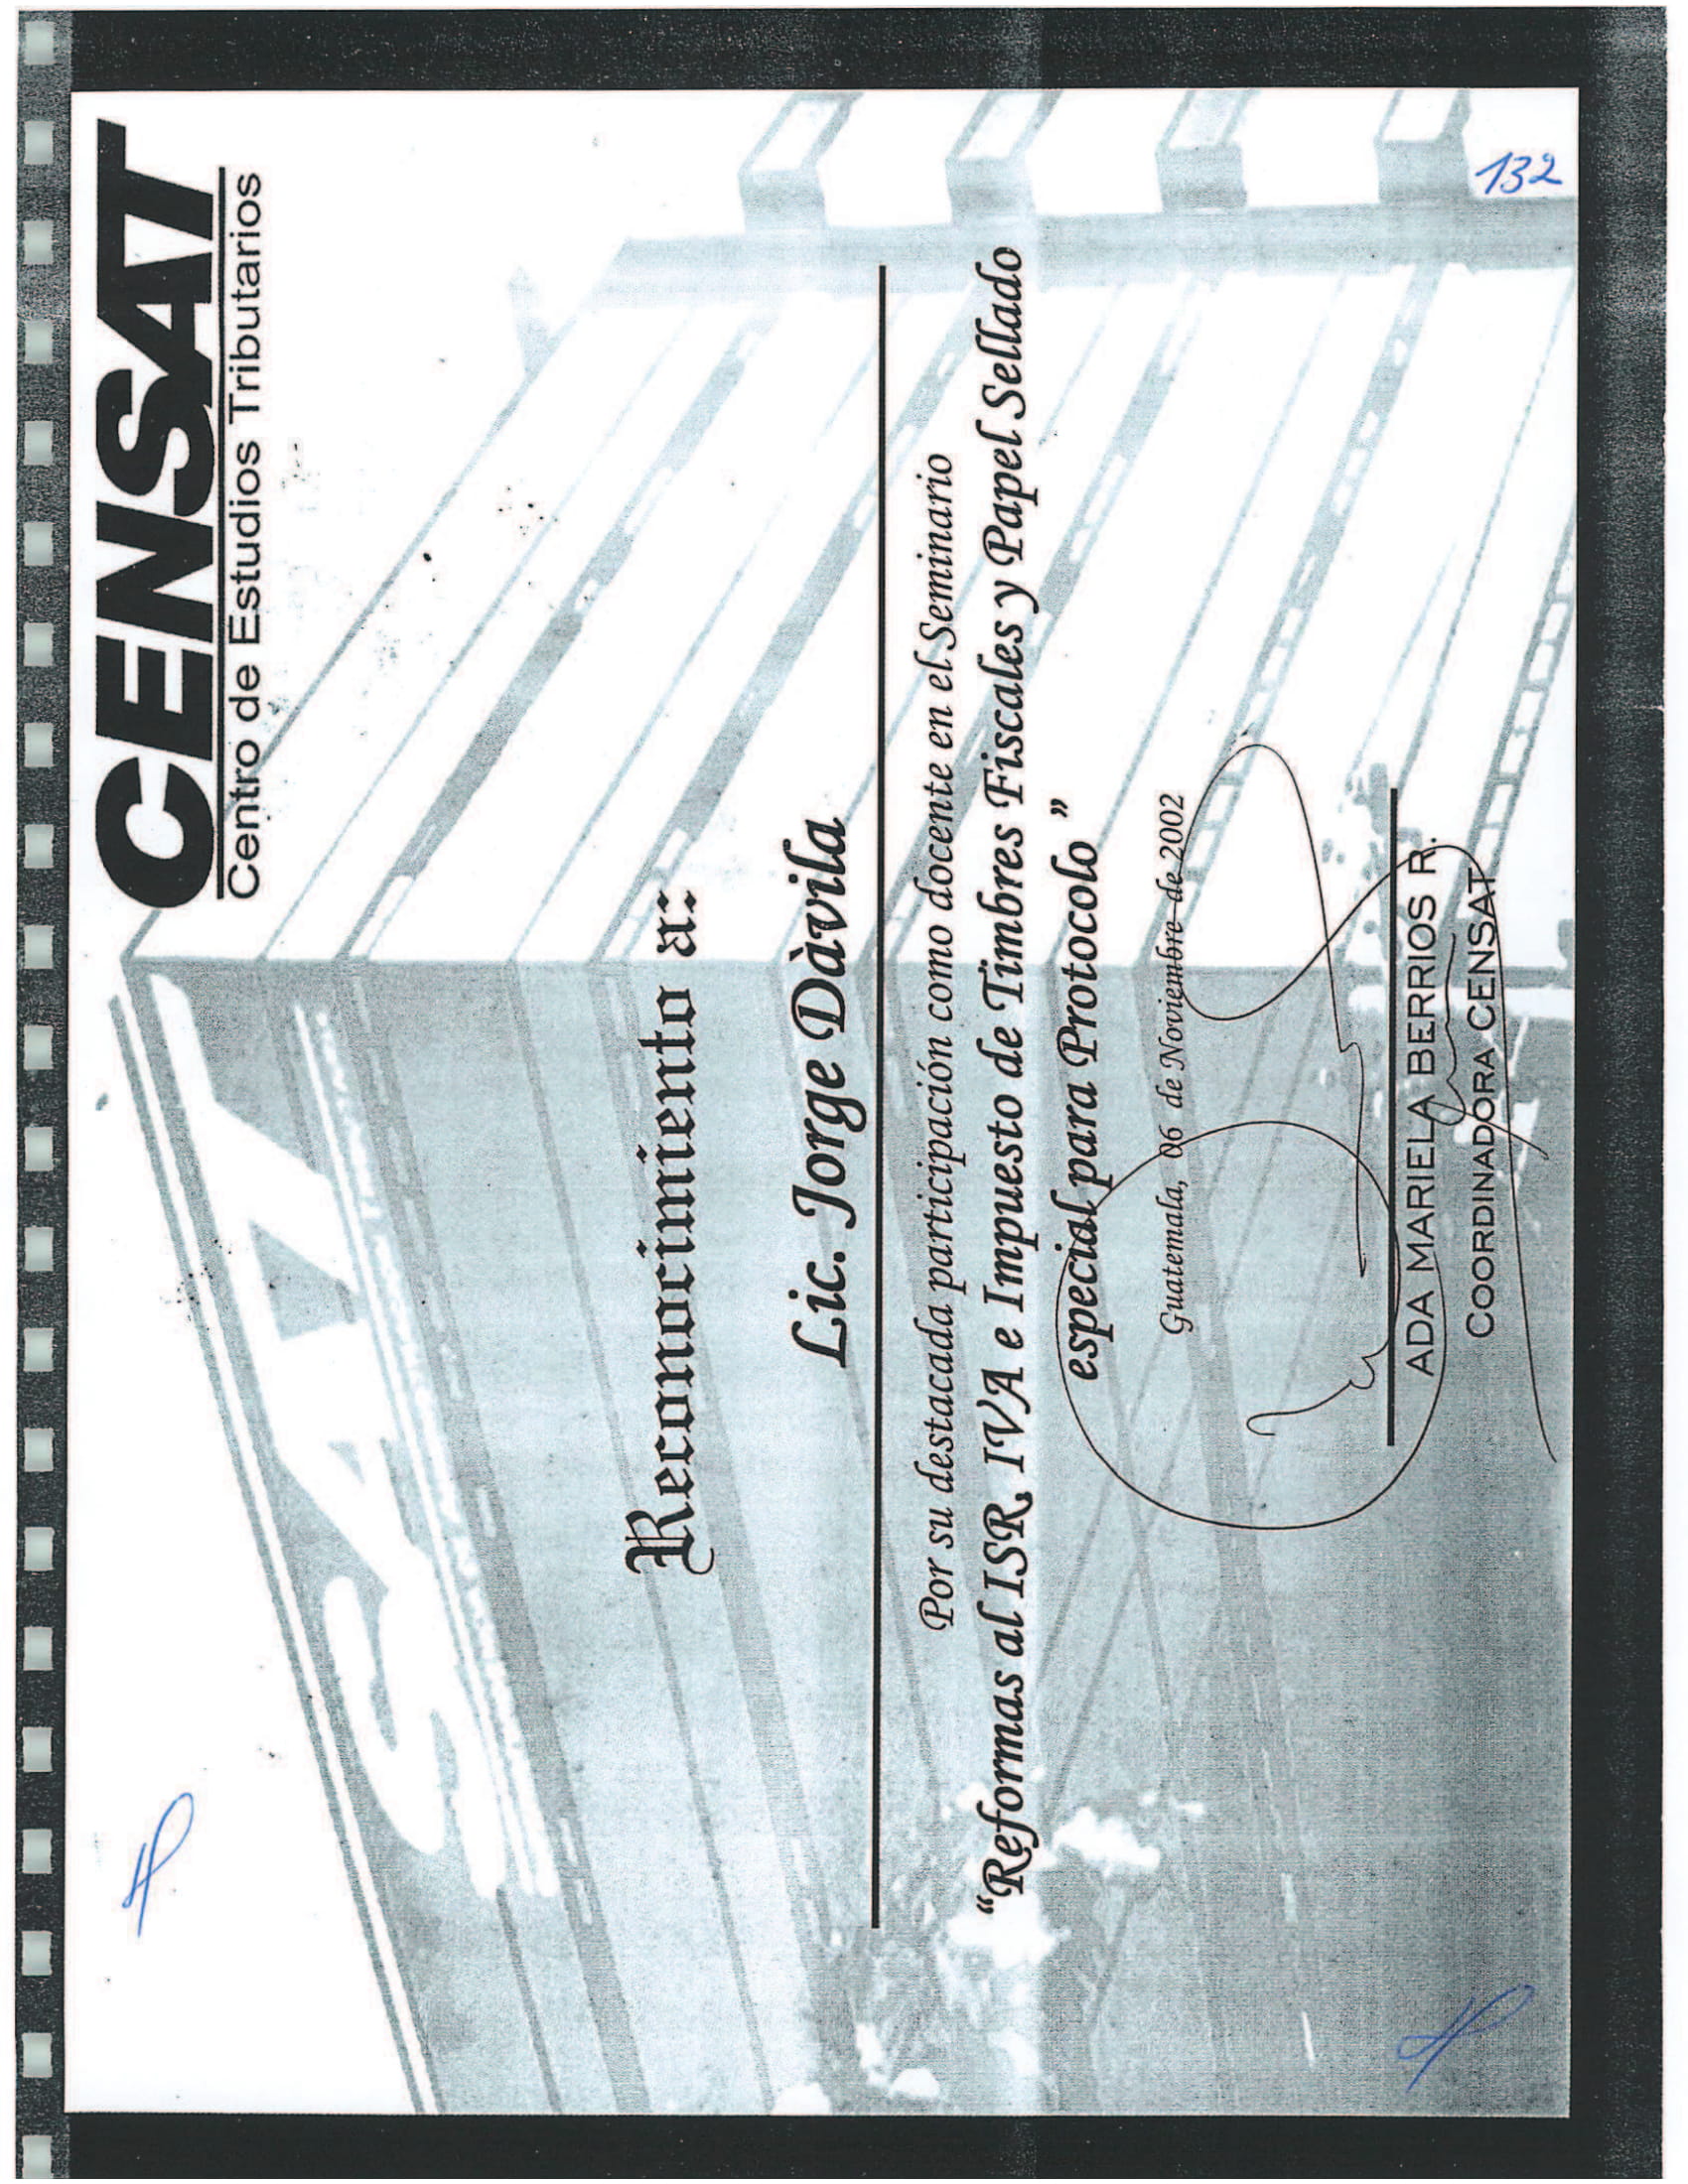 CENSAT
Centro de Estudios Tributarios
SAT
Reconocimiento a:
Lic. Jorge Dàvila
Por su destacada participación como docente en el Seminario
“Reformas al ISR, IVA e Impuesto de Timbres Fiscales y Papel Sellado
especial para Protocolo”
Guatemala, 06 de Noviembre de 2002
ADA MARIELA BERRIOS R.
COORDINADORA CENSAT
132